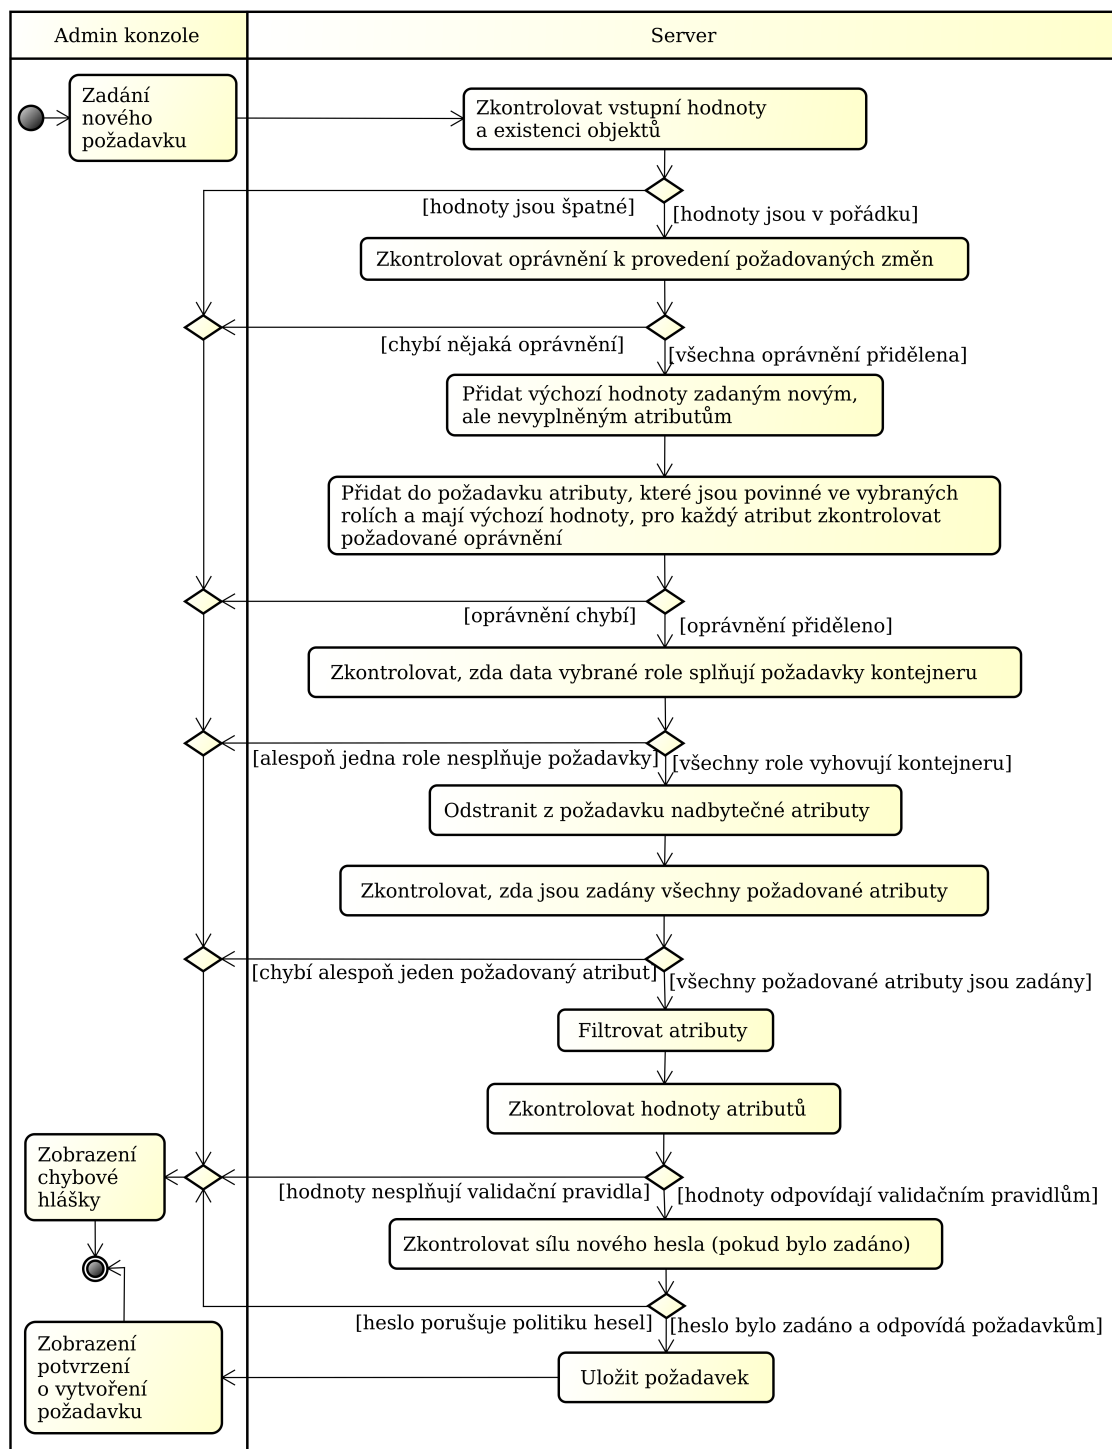 Admin konzole
Server
Zadání
nového
požadavku
Zkontrolovat vstupní hodnoty
a existenci objektů
[hodnoty jsou špatné]
[hodnoty jsou v pořádku]
Zkontrolovat oprávnění k provedení požadovaných změn
[chybí nějaká oprávnění]
[všechna oprávnění přidělena]
Přidat výchozí hodnoty zadaným novým,
ale nevyplněným atributům
Přidat do požadavku atributy, které jsou povinné ve vybraných
rolích a mají výchozí hodnoty, pro každý atribut zkontrolovat
požadované oprávnění
[oprávnění chybí]
[oprávnění přiděleno]
Zkontrolovat, zda data vybrané role splňují požadavky kontejneru
[alespoň jedna role nesplňuje požadavky]
[všechny role vyhovují kontejneru]
Odstranit z požadavku nadbytečné atributy
Zkontrolovat, zda jsou zadány všechny požadované atributy
[chybí alespoň jeden požadovaný atribut]
[všechny požadované atributy jsou zadány]
Filtrovat atributy
Zkontrolovat hodnoty atributů
Zobrazení
chybové
hlášky
[hodnoty nesplňují validační pravidla]
[hodnoty odpovídají validačním pravidlům]
Zkontrolovat sílu nového hesla (pokud bylo zadáno)
[heslo porušuje politiku hesel]
[heslo bylo zadáno a odpovídá požadavkům]
Zobrazení
potvrzení
o vytvoření
požadavku
Uložit požadavek